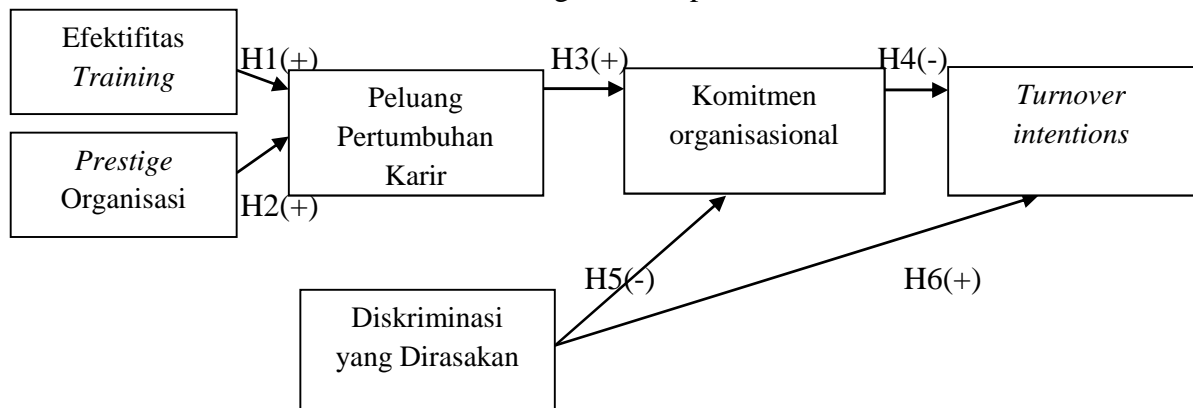 Efektifitas
Training
H1(+)
Peluang
Pertumbuhan
Karir
H3(+)
Komitmen
organisasional
H4(-)
Turnover
intentions
Prestige
Organisasi
H2(+)
H5(-)
H6(+)
Diskriminasi
yang Dirasakan